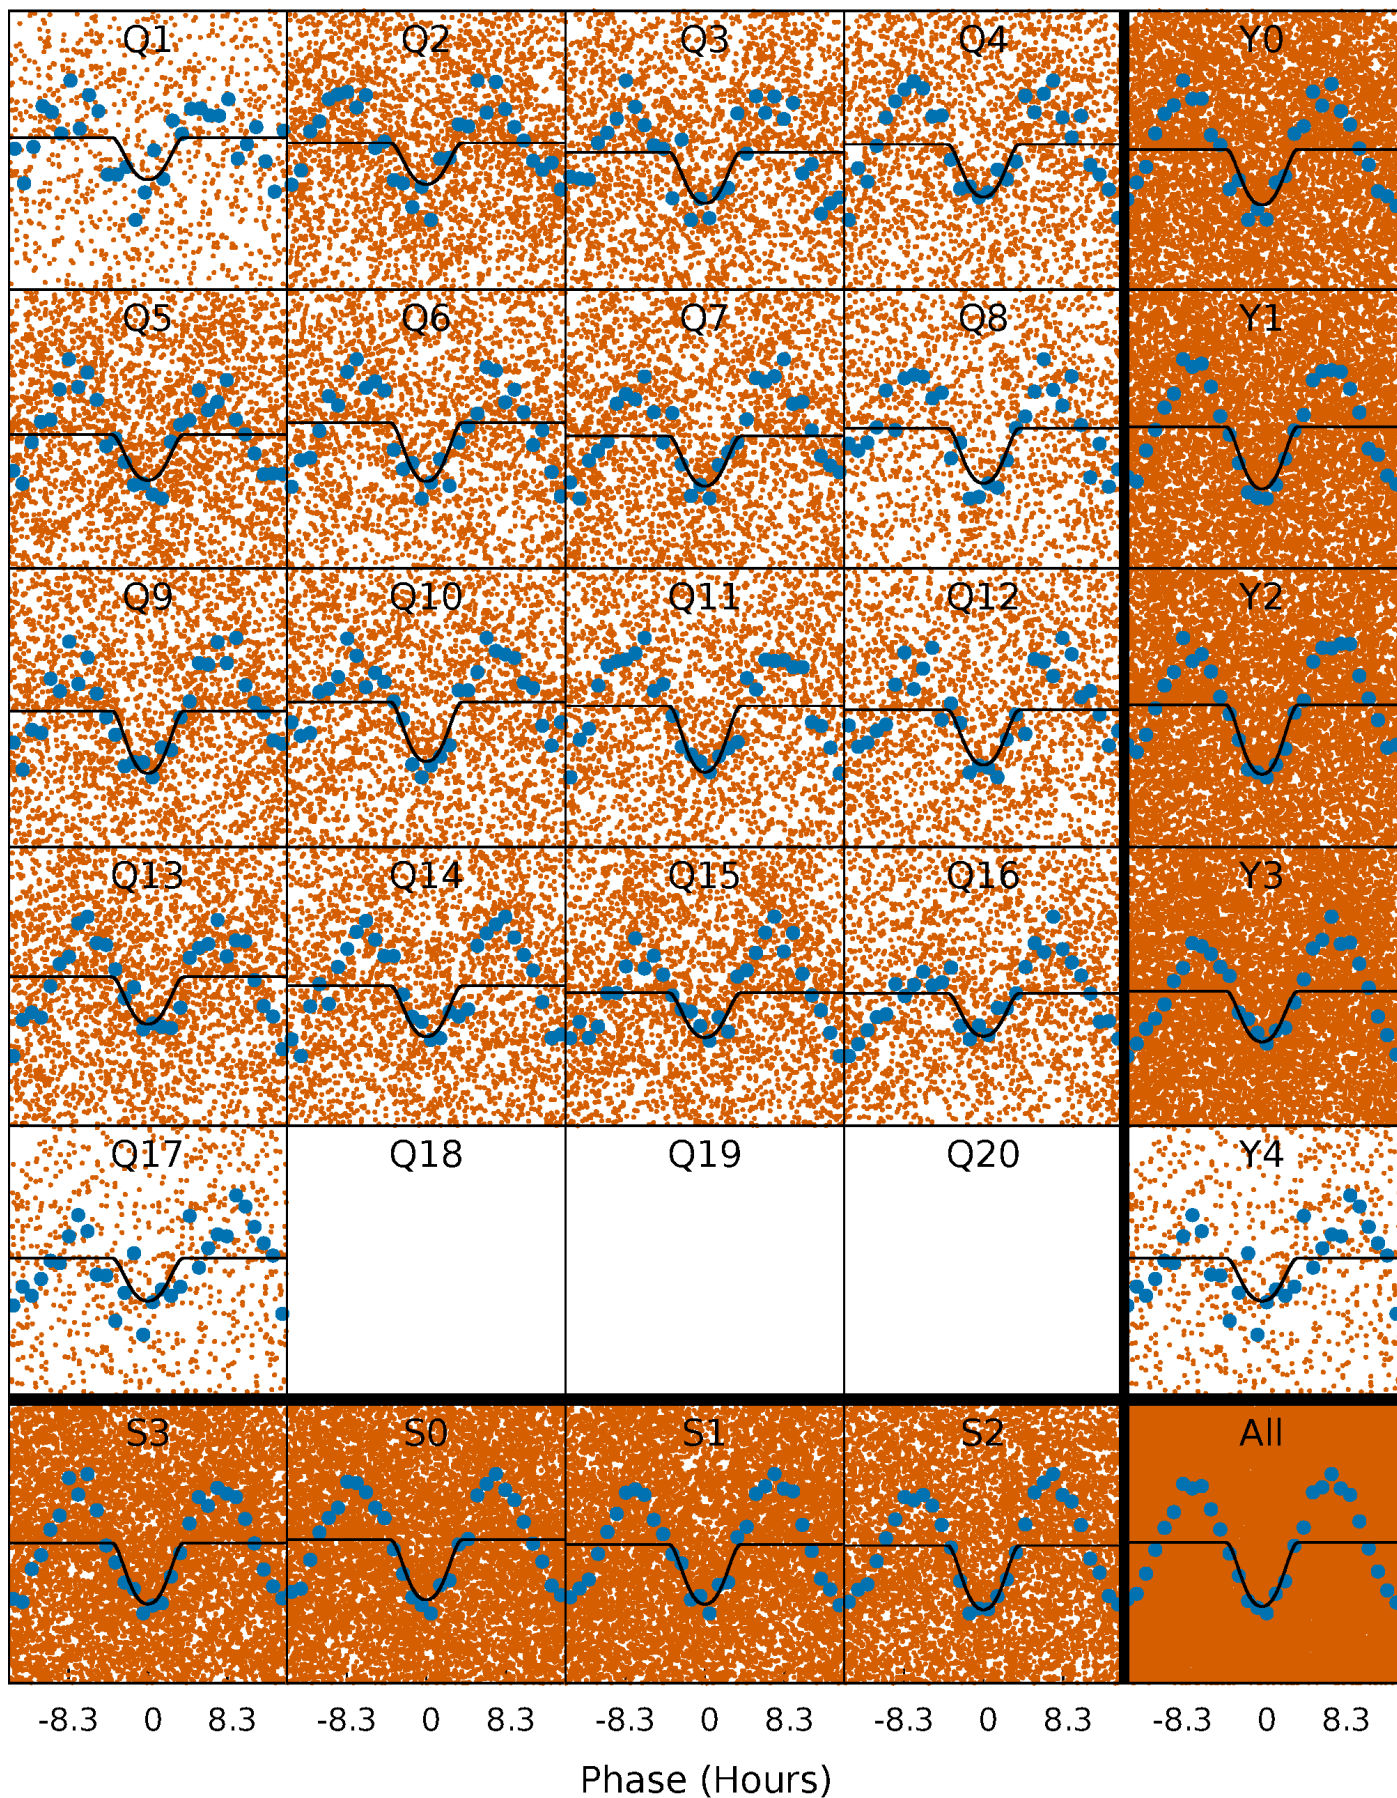 Q1 Q2 Q3 Q4 Y0
Q5 Q6 Q7 Q8 Y1
Q9 Q10 Q11 Q12 Y2
Q13 Q14 Q15 Q16 Y3
Q17 Q18 Q19 Q20 Y4
S3 S0 S1 S2 All
-8.3 0 8.3 -8.3 0 8.3 -8.3 0 8.3 -8.3 0 8.3 -8.3 0 8.3
Phase (Hours)